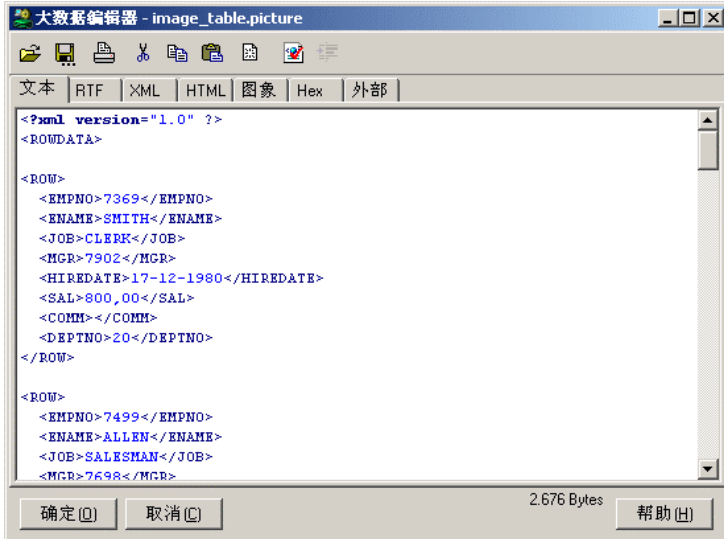 大数据编辑器 - image_table.picture
文本 RTF XML HTML 图象 Hex 外部
<?xml version="1.0" ?>
<ROWDATA>
<ROW>
<EMPNO>7369</EMPNO>
<ENAME>SMITH</ENAME>
<JOB>CLERK</JOB>
<MGR>7902</MGR>
<HIREDATE>17-12-1980</HIREDATE>
<SAL>800,00</SAL>
<COMM></COMM>
<DEPTNO>20</DEPTNO>
</ROW>
<ROW>
<EMPNO>7499</EMPNO>
<ENAME>ALLEN</ENAME>
<JOB>SALESMAN</JOB>
<MGR>7698</MGR>
2.676 Bytes
确定(O) 取消(C) 帮助(H)